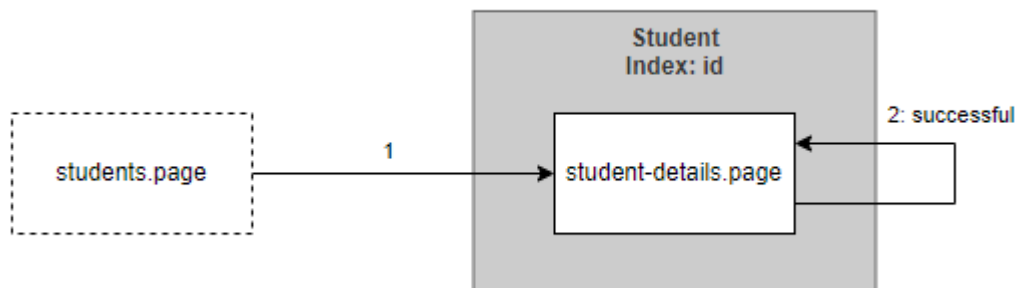 Student
Index: id
2: successful
1
students.page
student-details.page